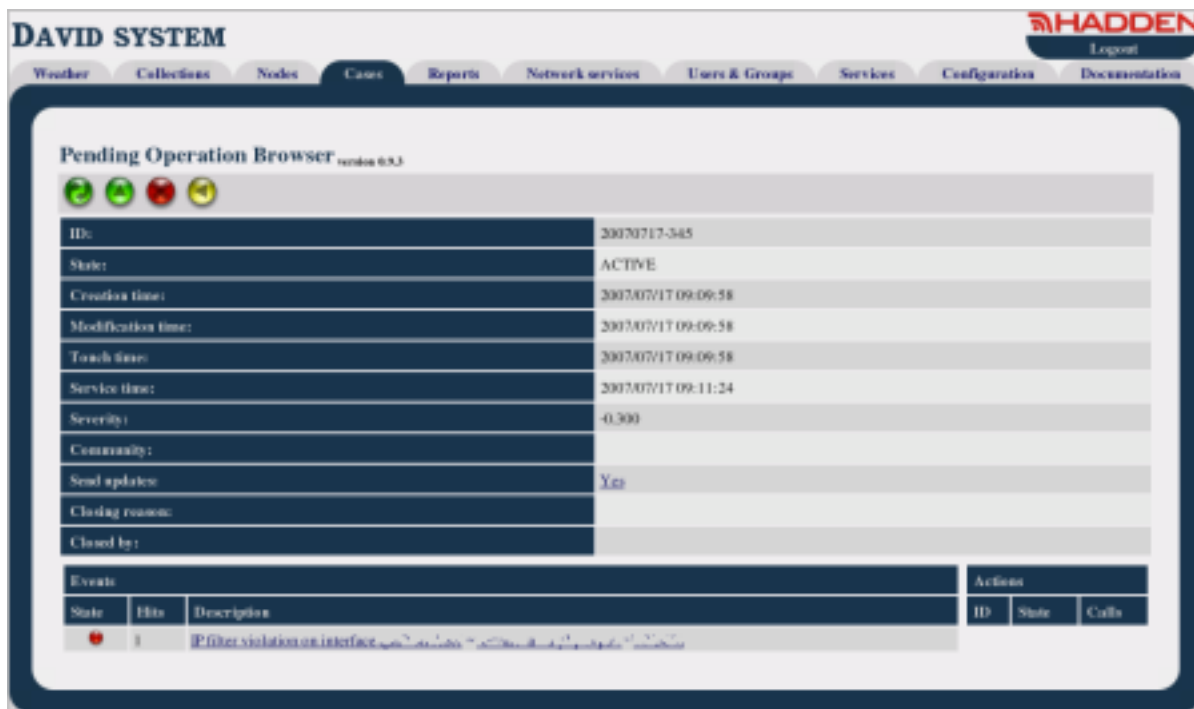 DAVID SYSTEM
HADDEN
Logout
Weather Collections Nodes Cases Reports Network services Users & Groups Services Configuration Documentation
Pending Operation Browser version 0.9.3
ID: 20070717-345
State: ACTIVE
Creation time: 2007/07/17 09:09:58
Modification time: 2007/07/17 09:09:58
Touch time: 2007/07/17 09:09:58
Service time: 2007/07/17 09:11:24
Severity: -0.300
Community:
Send updates: Yes
Closing reason:
Closed by:
Events Actions
State Hits Description ID State Calls
1 IP filter violation on interface